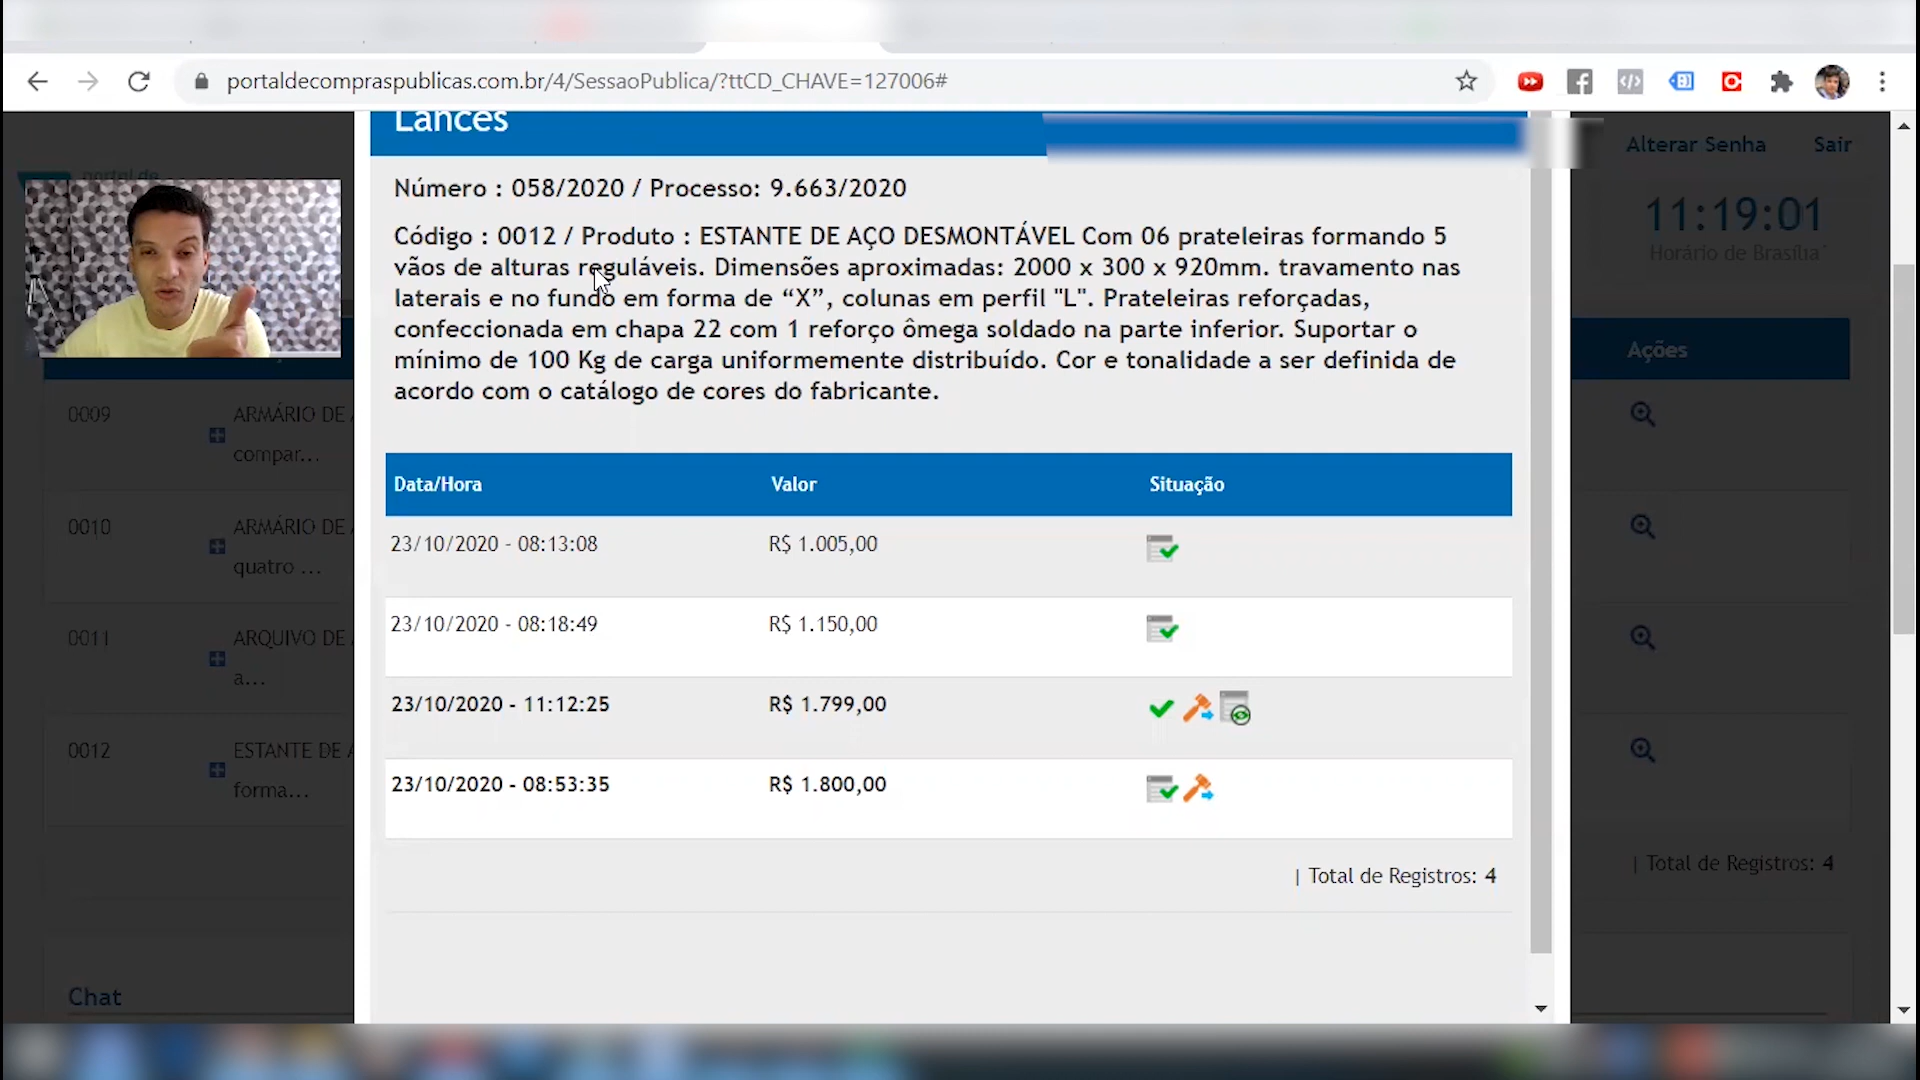 portaldecompraspublicas.com.br/4/SessaoPublica/?ttCD_CHAVE=127006#
Lances
Alterar Senha Sair
portal de
Número : 058/2020 / Processo: 9.663/2020
11:19:01
Horário de Brasília
Código : 0012 / Produto : ESTANTE DE AÇO DESMONTÁVEL Com 06 prateleiras formando 5
vãos de alturas reguláveis. Dimensões aproximadas: 2000 x 300 x 920mm. travamento nas
laterais e no fundo em forma de “X”, colunas em perfil "L". Prateleiras reforçadas,
confeccionada em chapa 22 com 1 reforço ômega soldado na parte inferior. Suportar o
mínimo de 100 Kg de carga uniformemente distribuído. Cor e tonalidade a ser definida de
acordo com o catálogo de cores do fabricante.
Ações
0009 ARMÁRIO DE A
compar...
0010 ARMÁRIO DE A
quatro ...
0011 ARQUIVO DE A
a...
0012 ESTANTE DE A
forma...
Data/Hora Valor Situação
23/10/2020 - 08:13:08 R$ 1.005,00
23/10/2020 - 08:18:49 R$ 1.150,00
23/10/2020 - 11:12:25 R$ 1.799,00
23/10/2020 - 08:53:35 R$ 1.800,00
| Total de Registros: 4
| Total de Registros: 4
Chat